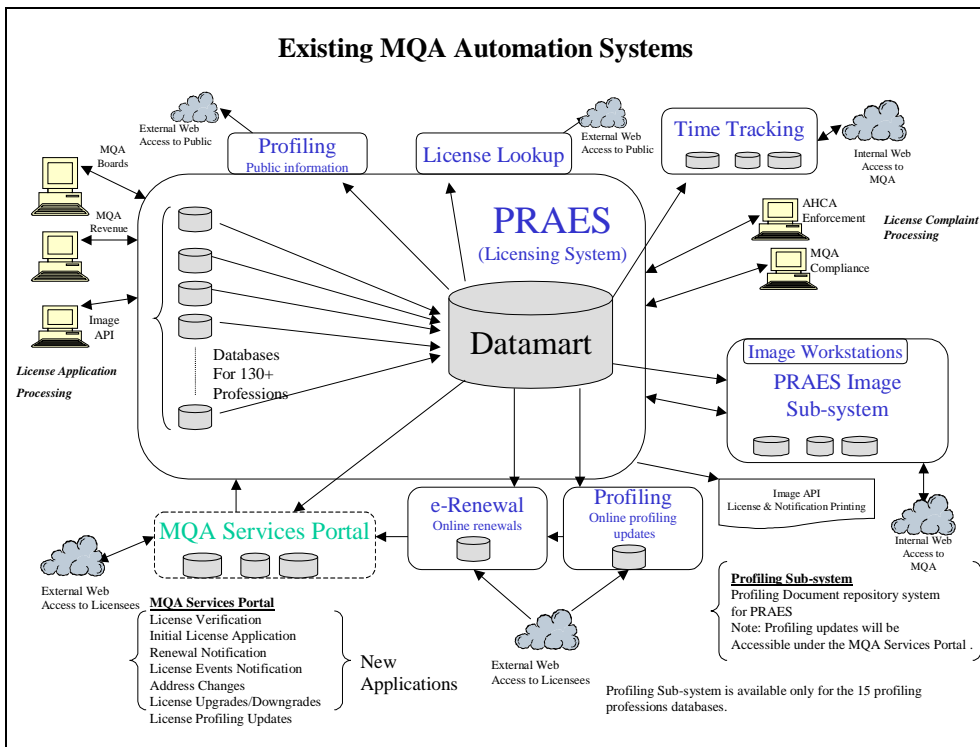 Existing MQA Automation Systems
External Web
Access to Public
Profiling
Public information
License Lookup
External Web
Access to Public
Time Tracking
Internal Web
Access to
MQA
MQA
Boards
MQA
Revenue
Image
API
License Application
Processing
PRAES
(Licensing System)
AHCA
Enforcement
MQA
Compliance
License Complaint
Processing
Databases
For 130+
Professions
Datamart
Image Workstations
PRAES Image
Sub-system
Image API
License & Notification Printing
Internal Web
Access to
MQA
MQA Services Portal
e-Renewal
Online renewals
Profiling
Online profiling
updates
External Web
Access to Licensees
MQA Services Portal
License Verification
Initial License Application
Renewal Notification
License Events Notification
Address Changes
License Upgrades/Downgrades
License Profiling Updates
New
Applications
External Web
Access to Licensees
Profiling Sub-system
Profiling Document repository system
for PRAES
Note: Profiling updates will be
Accessible under the MQA Services Portal .
Profiling Sub-system is available only for the 15 profiling
professions databases.